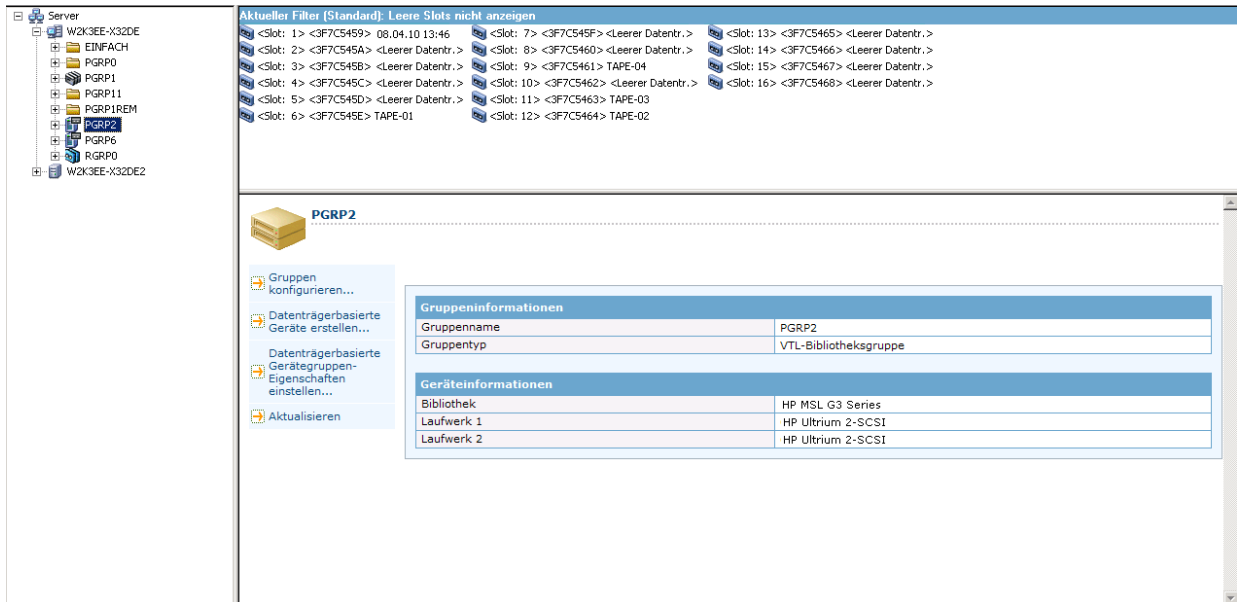 Server
W2K3EE-X32DE
EINFACH
PGRP0
PGRP1
PGRP11
PGRP1REM
PGRP2
PGRP6
RGRP0
W2K3EE-X32DE2
Aktueller Filter (Standard): Leere Slots nicht anzeigen
<Slot: 1> <3F7C5459> 08.04.10 13:46
<Slot: 2> <3F7C545A> <Leerer Datentr.>
<Slot: 3> <3F7C545B> <Leerer Datentr.>
<Slot: 4> <3F7C545C> <Leerer Datentr.>
<Slot: 5> <3F7C545D> <Leerer Datentr.>
<Slot: 6> <3F7C545E> TAPE-01
<Slot: 7> <3F7C545F> <Leerer Datentr.>
<Slot: 8> <3F7C5460> <Leerer Datentr.>
<Slot: 9> <3F7C5461> TAPE-04
<Slot: 10> <3F7C5462> <Leerer Datentr.>
<Slot: 11> <3F7C5463> TAPE-03
<Slot: 12> <3F7C5464> TAPE-02
<Slot: 13> <3F7C5465> <Leerer Datentr.>
<Slot: 14> <3F7C5466> <Leerer Datentr.>
<Slot: 15> <3F7C5467> <Leerer Datentr.>
<Slot: 16> <3F7C5468> <Leerer Datentr.>
PGRP2
Gruppen
konfigurieren...
Datenträgerbasierte
Geräte erstellen...
Datenträgerbasierte
Gerätegruppen-
Eigenschaften
einstellen...
Aktualisieren
Gruppeninformationen
Gruppenname PGRP2
Gruppentyp VTL-Bibliotheksgruppe
Geräteinformationen
Bibliothek HP MSL G3 Series
Laufwerk 1 HP Ultrium 2-SCSI
Laufwerk 2 HP Ultrium 2-SCSI